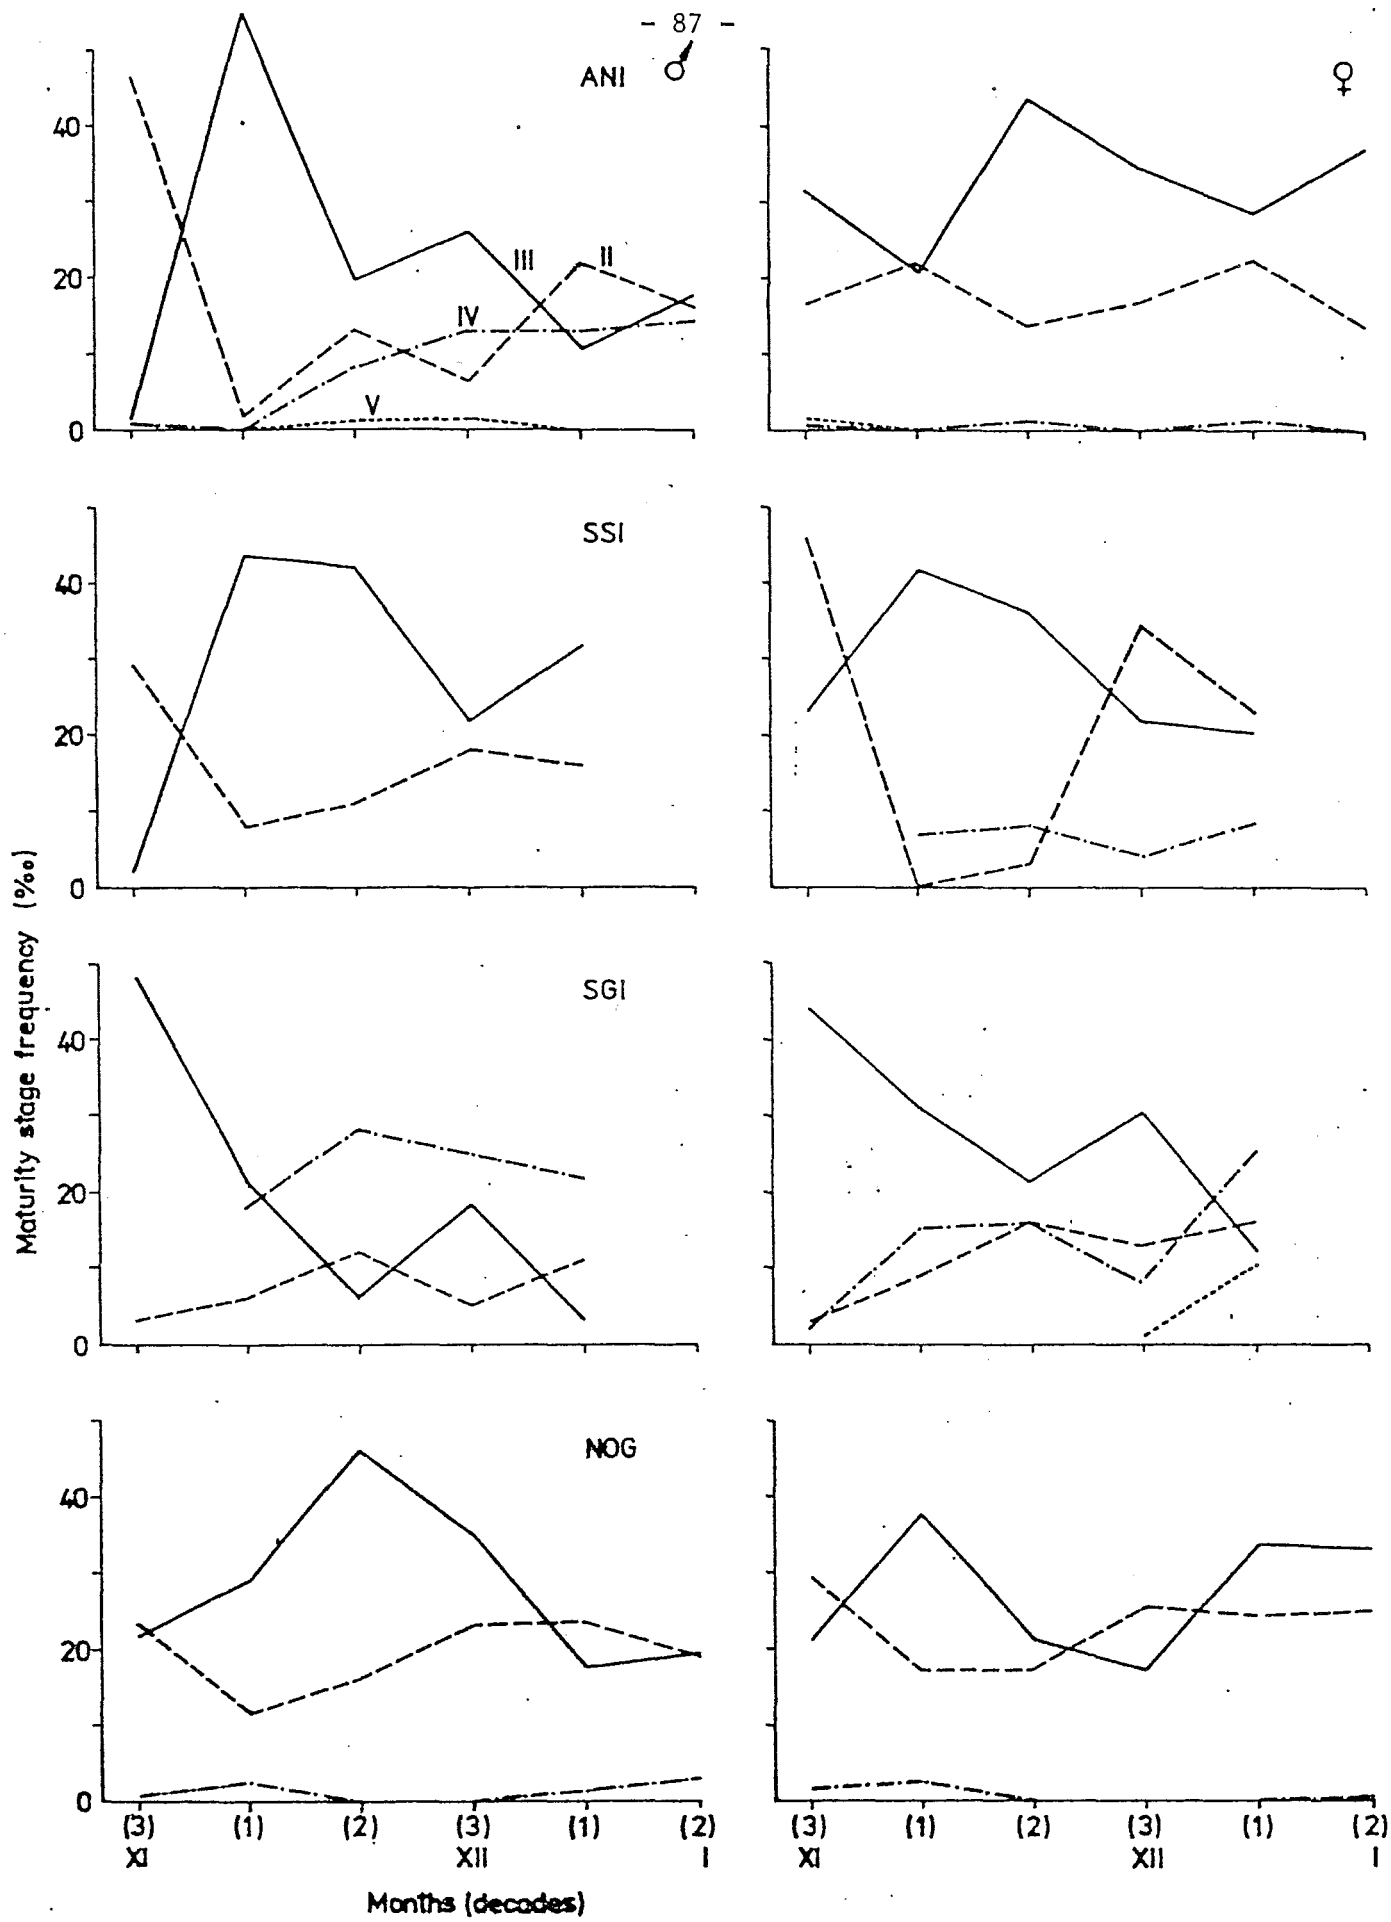 - 87 -
ANI ♂ ♀
40
20
0
III II
IV
V
SSI
40
20
0
SGI
40
20
0
NOG
40
20
0
Maturity stage frequency (‰)
(3) (1) (2) (3) (1) (2) (3) (1) (2) (3) (1) (2)
XI XII I XI XII I
Months (decades)